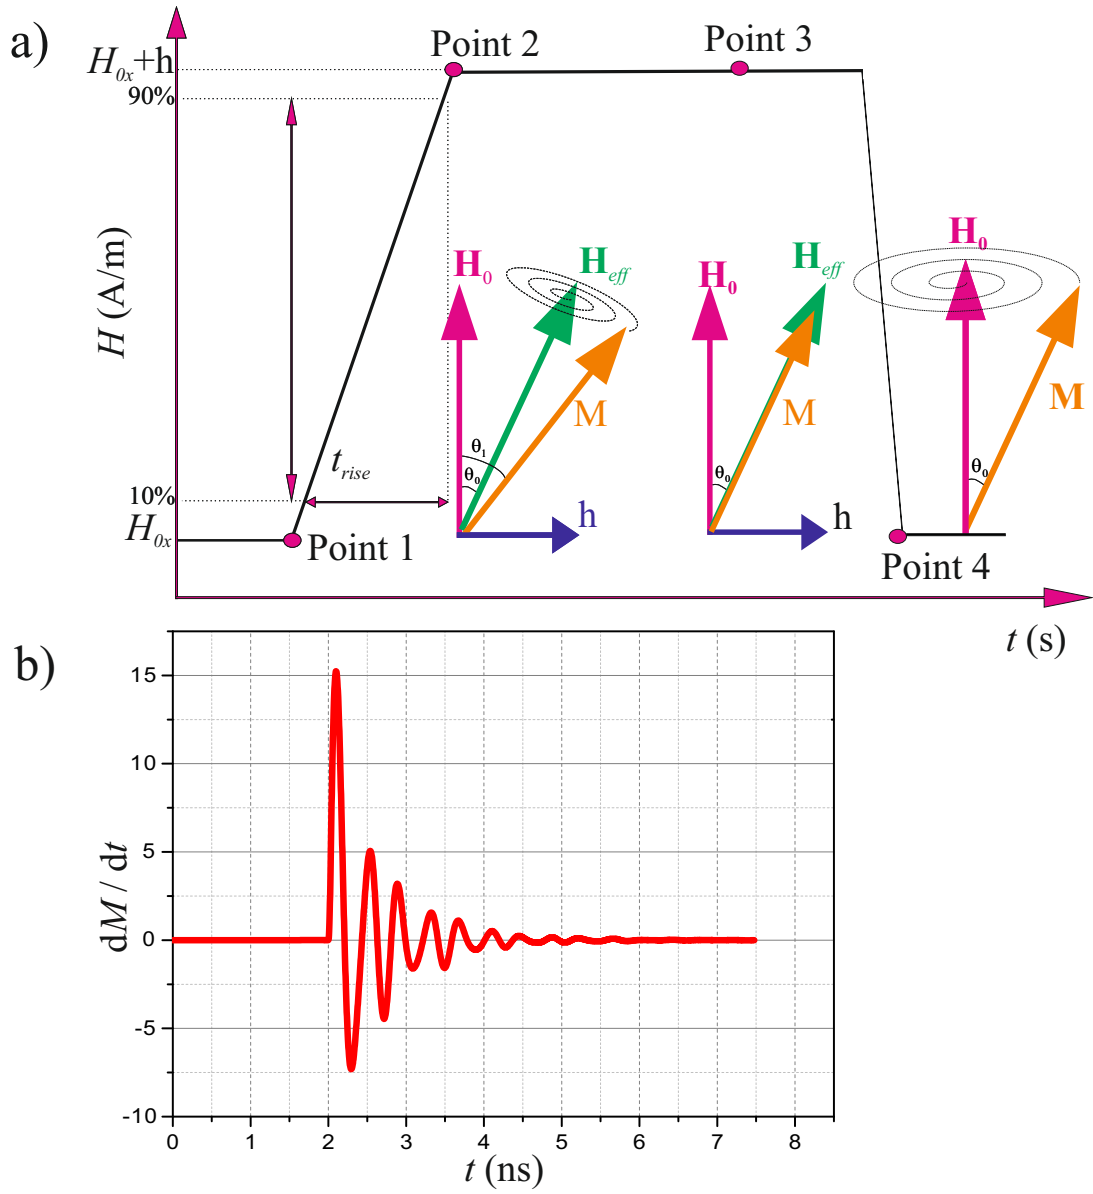 a)
Point 2
Point 3
H0x+h
90%
H (A/m)
H0
Heff
H0
Heff
H0
M
M
M
θ1
θ0
θ0
θ0
trise
10%
H0x
Point 1
h
h
Point 4
t (s)
b)
15
10
5
0
-5
-10
dM / dt
0 1 2 3 4 5 6 7 8
t (ns)